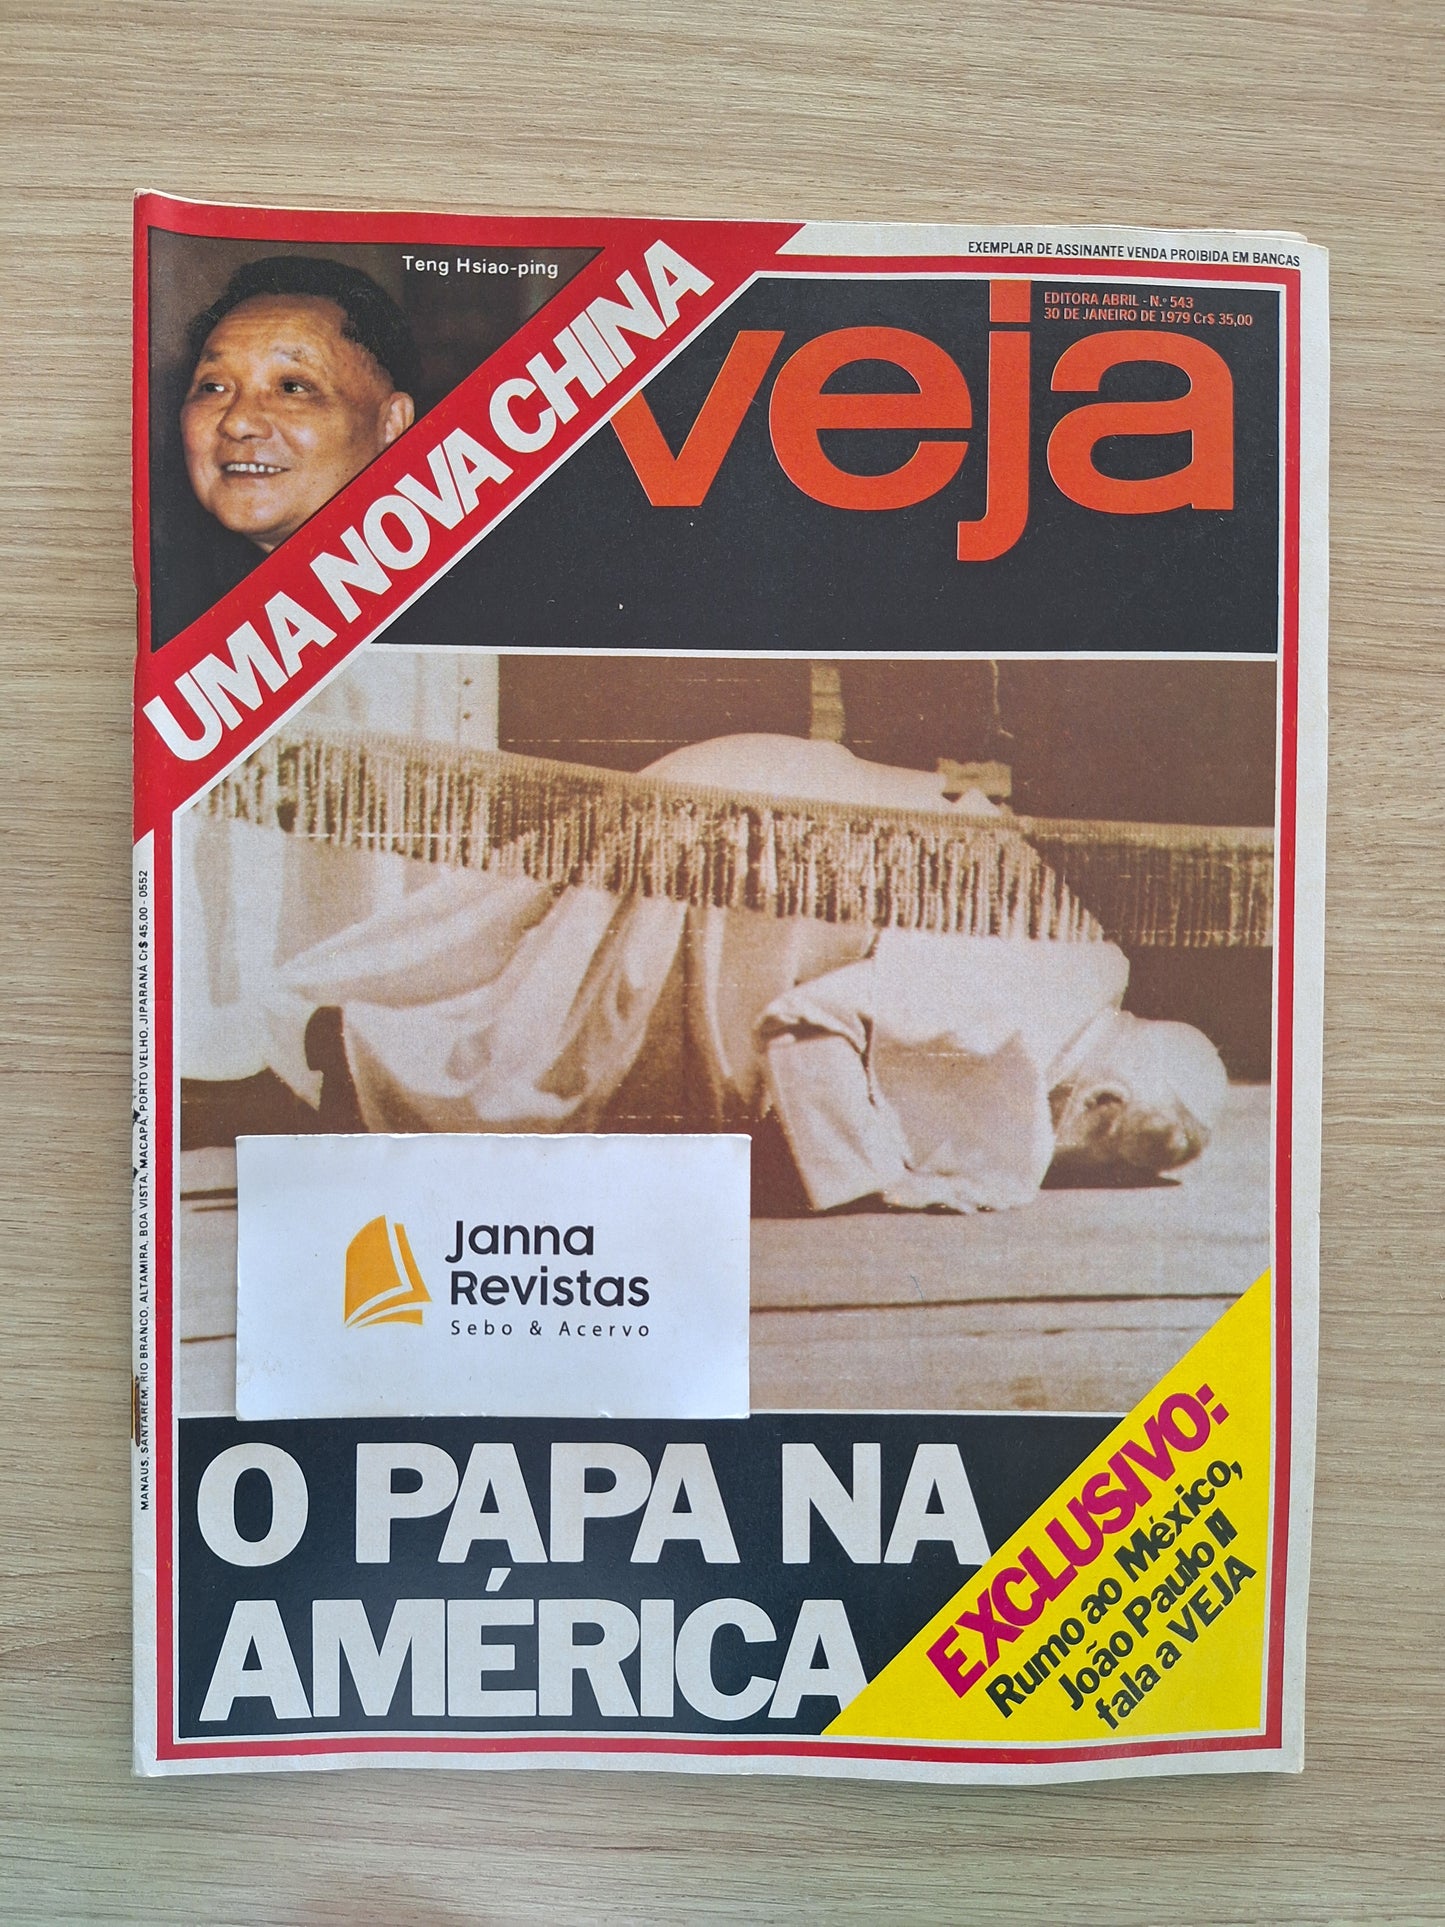 EXEMPLAR DE ASSINANTE VENDA PROIBIDA EM BANCAS
Teng Hsiao-ping
UMA NOVA CHINA
veja
EDITORA ABRIL - N.º 543
30 DE JANEIRO DE 1979 Cr$ 35,00
MANAUS, SANTARÉM, RIO BRANCO, ALTAMIRA, BOA VISTA, MACAPÁ, PORTO VELHO, JIPARANÁ Cr$ 45,00 - 0552
Janna
Revistas
Sebo & Acervo
O PAPA NA
AMÉRICA
EXCLUSIVO:
Rumo ao México,
João Paulo II
fala a VEJA